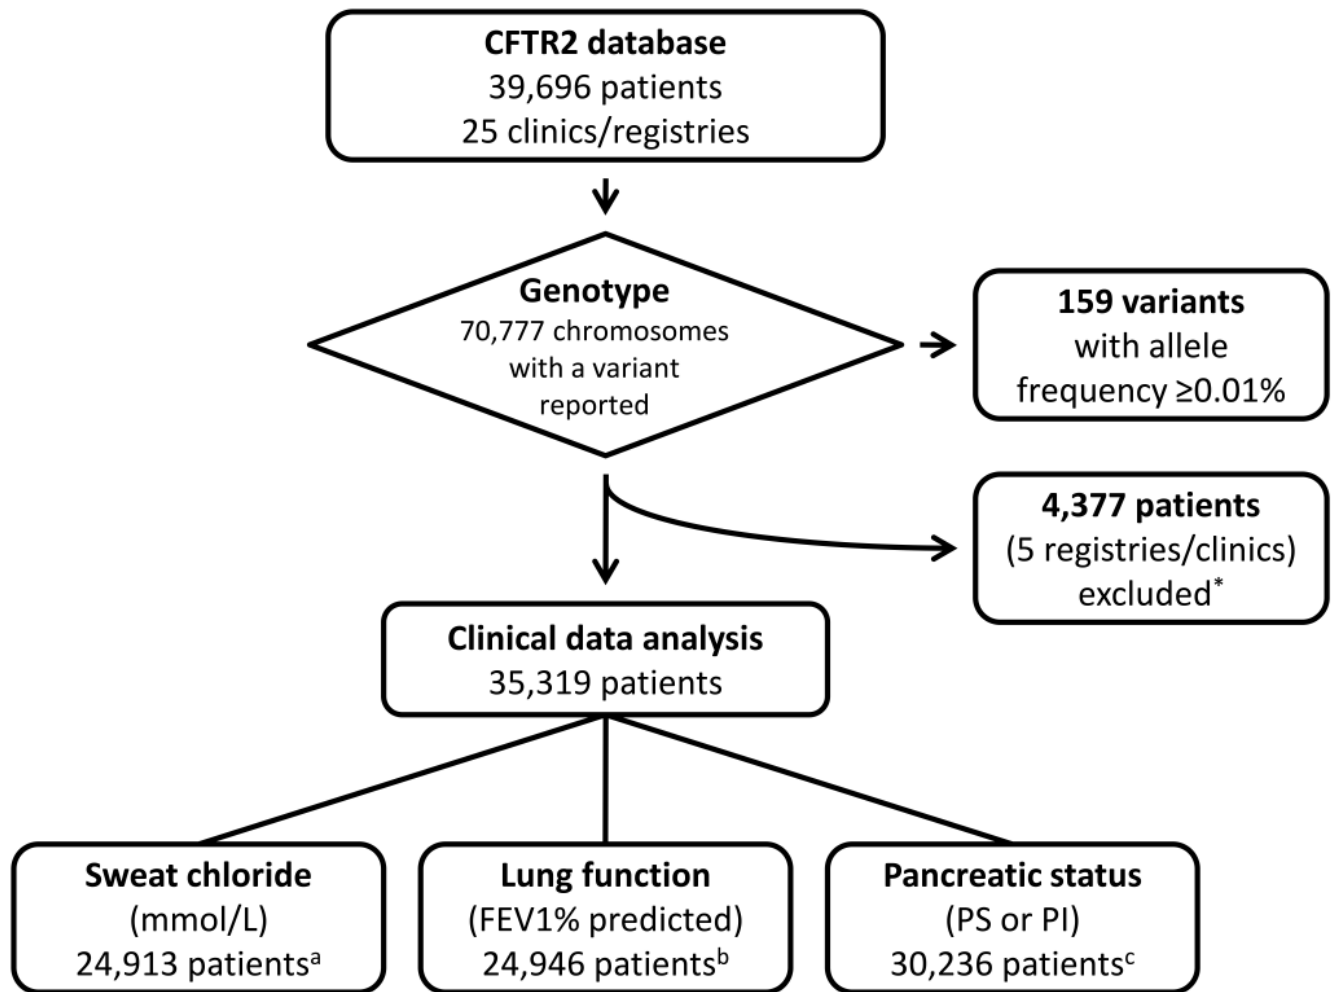 CFTR2 database
39,696 patients
25 clinics/registries
Genotype
70,777 chromosomes
with a variant
reported
159 variants
with allele
frequency ≥0.01%
4,377 patients
(5 registries/clinics)
excluded*
Clinical data analysis
35,319 patients
Sweat chloride
(mmol/L)
24,913 patientsᵃ
Lung function
(FEV1% predicted)
24,946 patientsᵇ
Pancreatic status
(PS or PI)
30,236 patientsᶜ